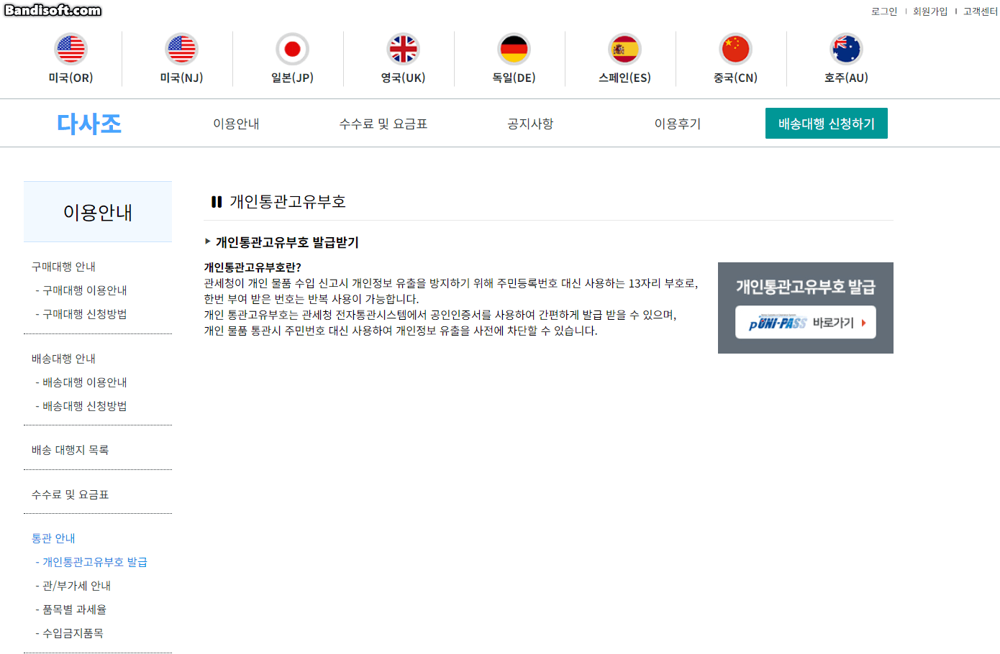 Bandisoft.com
로그인 | 회원가입 | 고객센터
미국(OR)
미국(NJ)
일본(JP)
영국(UK)
독일(DE)
스페인(ES)
중국(CN)
호주(AU)
다사조
이용안내
수수료 및 요금표
공지사항
이용후기
배송대행 신청하기
이용안내
구매대행 안내
- 구매대행 이용안내
- 구매대행 신청방법
배송대행 안내
- 배송대행 이용안내
- 배송대행 신청방법
배송 대행지 목록
수수료 및 요금표
통관 안내
- 개인통관고유부호 발급
- 관/부가세 안내
- 품목별 과세율
- 수입금지품목
개인통관고유부호
개인통관고유부호 발급받기
개인통관고유부호란?
관세청이 개인 물품 수입 신고시 개인정보 유출을 방지하기 위해 주민등록번호 대신 사용하는 13자리 부호로,
한번 부여 받은 번호는 반복 사용이 가능합니다.
개인 통관고유부호는 관세청 전자통관시스템에서 공인인증서를 사용하여 간편하게 발급 받을 수 있으며,
개인 물품 통관시 주민번호 대신 사용하여 개인정보 유출을 사전에 차단할 수 있습니다.
개인통관고유부호 발급
pUNI-PASS 바로가기